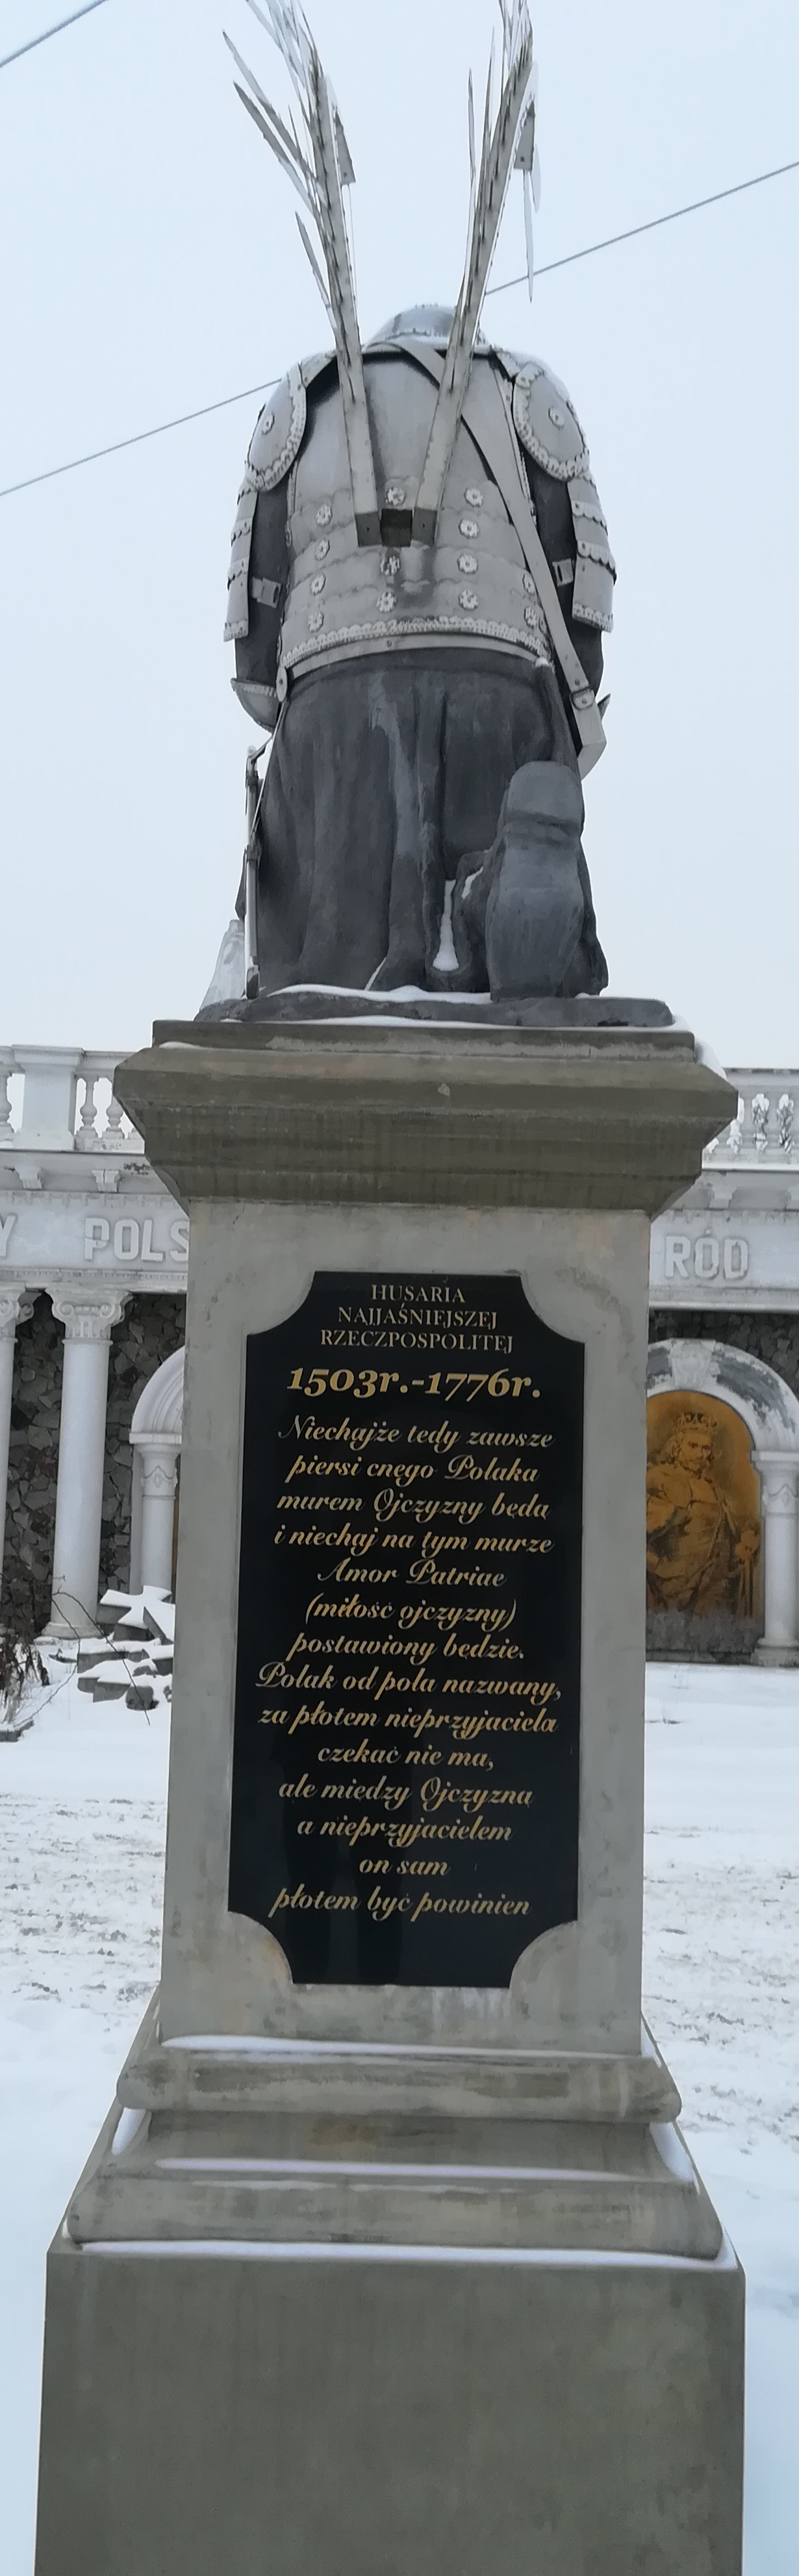 Y POLS
RÓD
HUSARIA
NAJJAŚNIEJSZEJ
RZECZPOSPOLITEJ
1503r.-1776r.
Niechajże tedy zawsze
piersi cnego Polaka
murem Ojczyzny będa
i niechaj na tym murze
Amor Patriae
(miłość ojczyzny)
postawiony będzie.
Polak od pola nazwany,
za płotem nieprzyjaciela
czekać nie ma,
ale miedzy Ojczyzną
a nieprzyjacielem
on sam
płotem być powinien